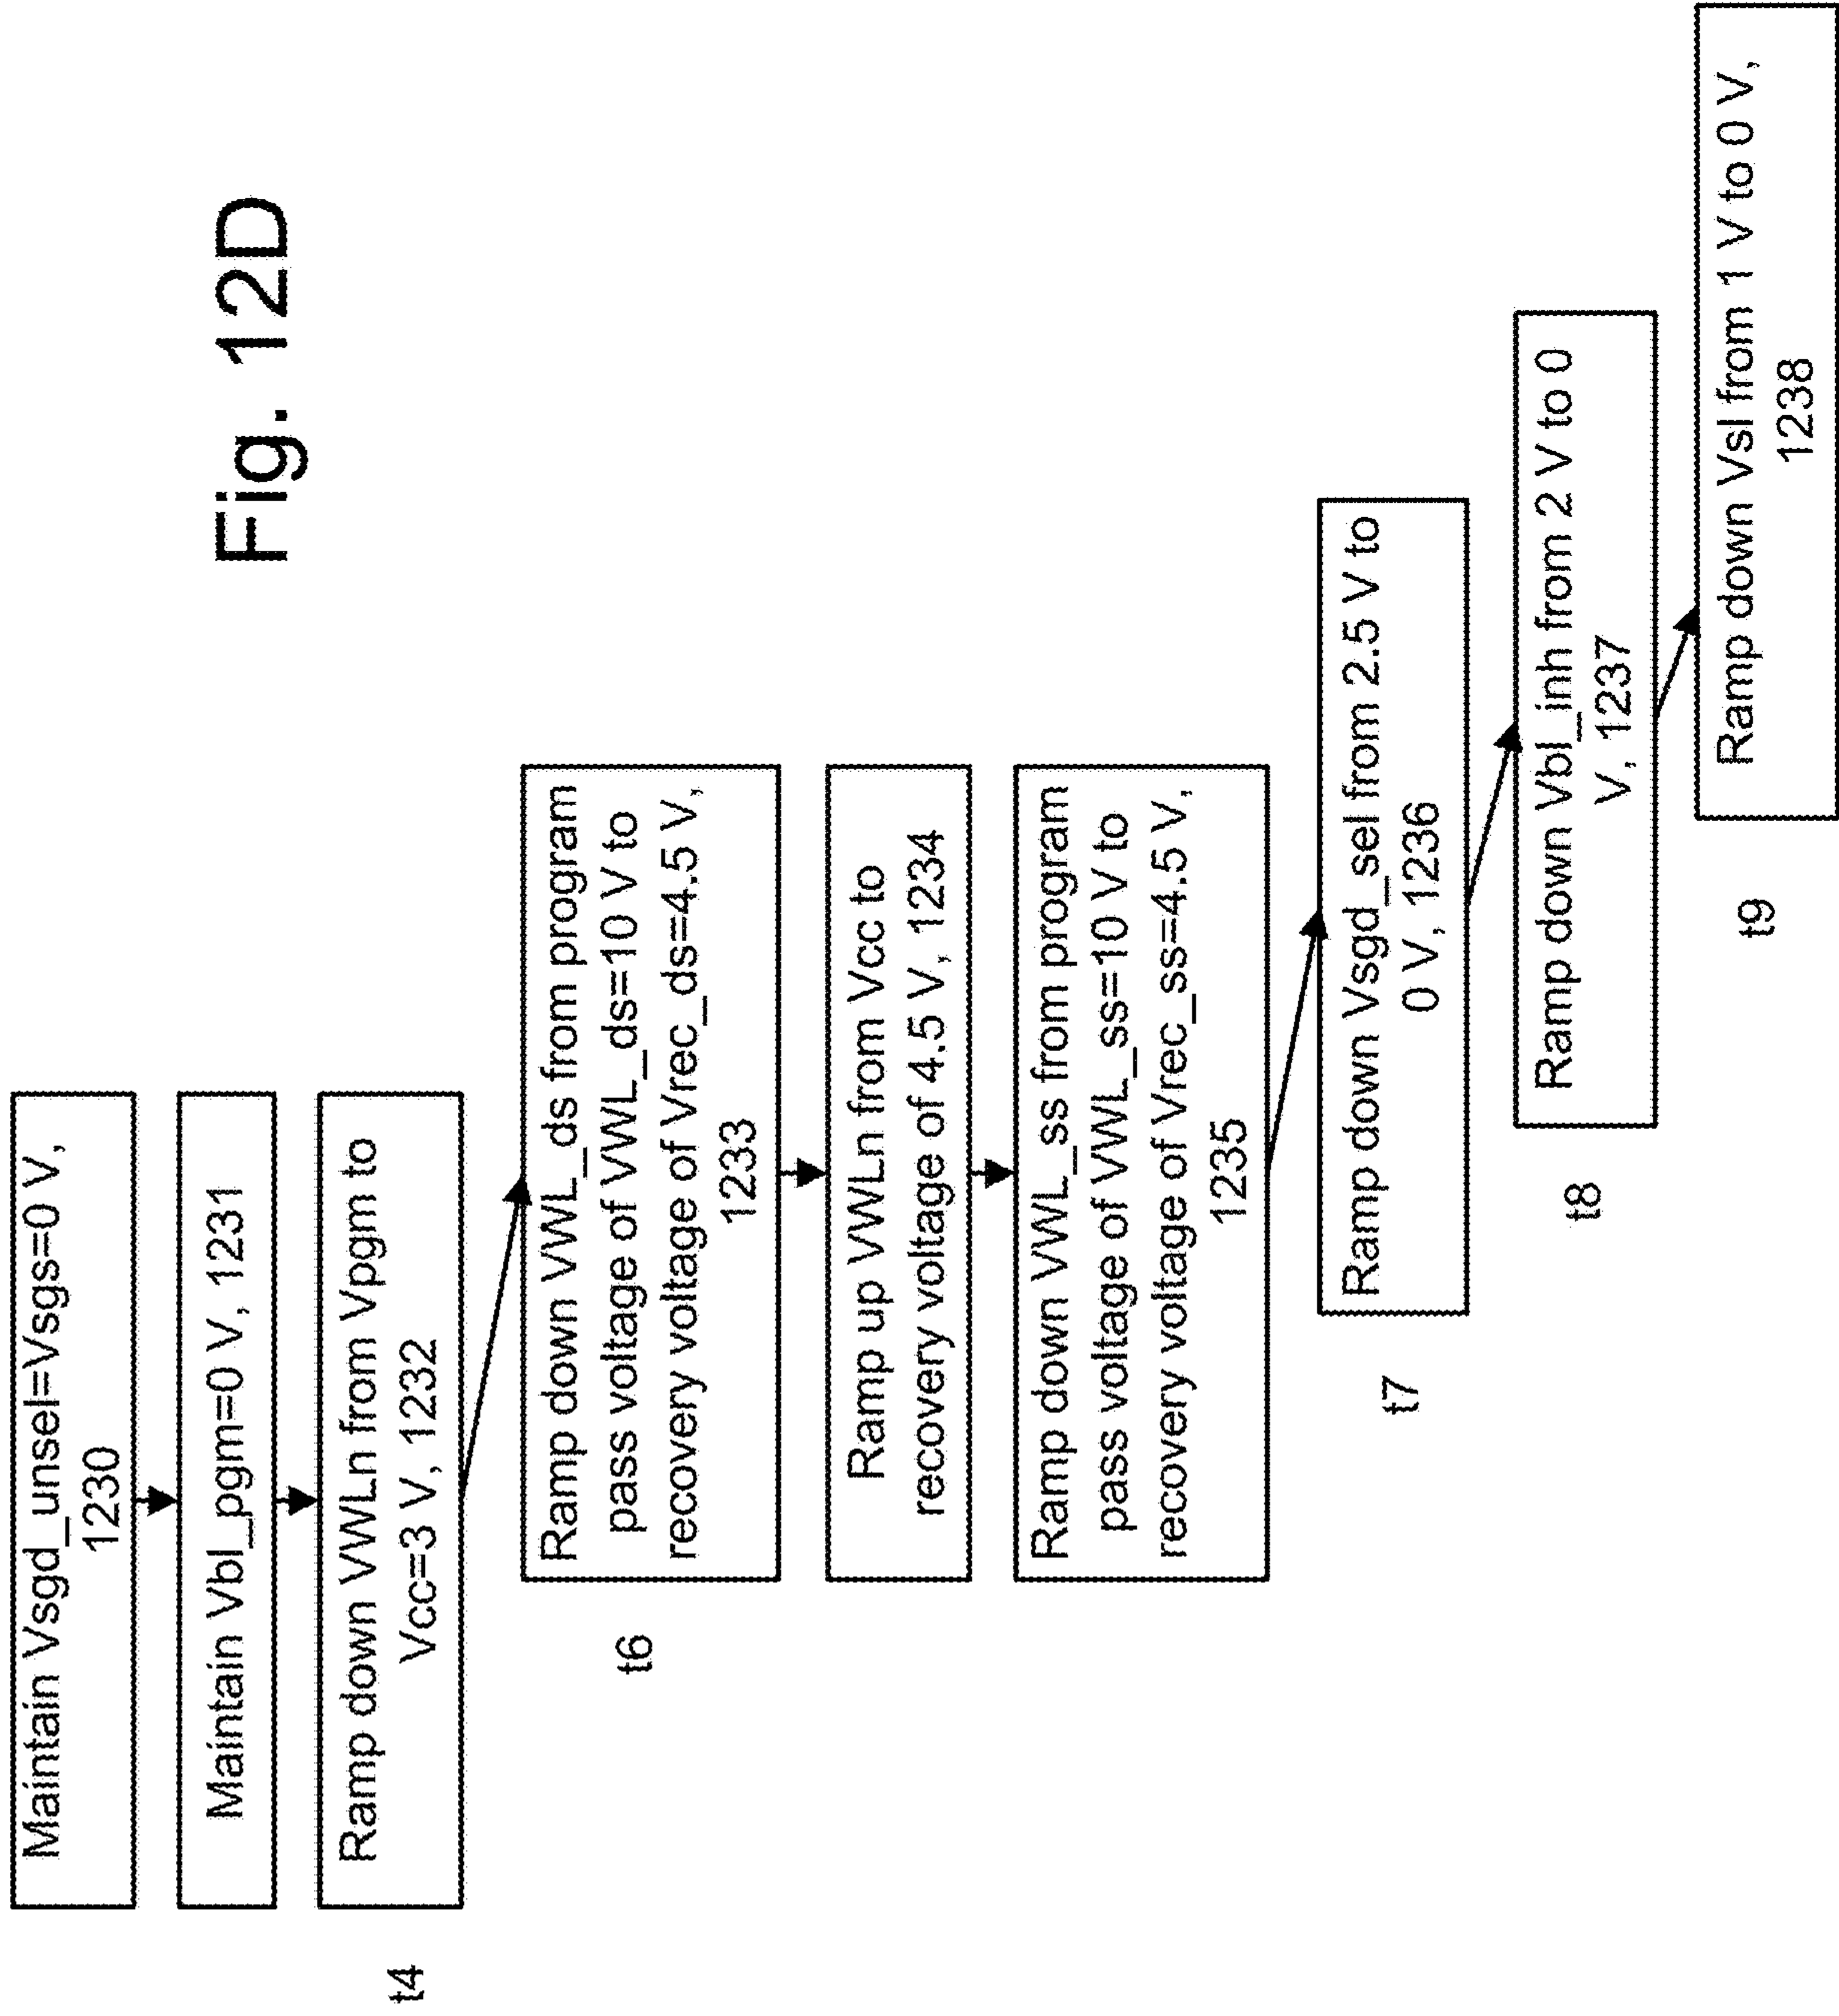 Fig. 12D
Maintain Vsgd_unsel=Vsgs=0 V,
1230
Maintain Vbl_pgm=0 V, 1231
t4
Ramp down VWLn from Vpgm to
Vcc=3 V, 1232
t6
Ramp down VWL_ds from program
pass voltage of VWL_ds=10 V to
recovery voltage of Vrec_ds=4.5 V,
1233
Ramp up VWLn from Vcc to
recovery voltage of 4.5 V, 1234
Ramp down VWL_ss from program
pass voltage of VWL_ss=10 V to
recovery voltage of Vrec_ss=4.5 V,
1235
t7
Ramp down Vsgd_sel from 2.5 V to
0 V, 1236
t8
Ramp down Vbl_inh from 2 V to 0
V, 1237
t9
Ramp down Vsl from 1 V to 0 V,
1238